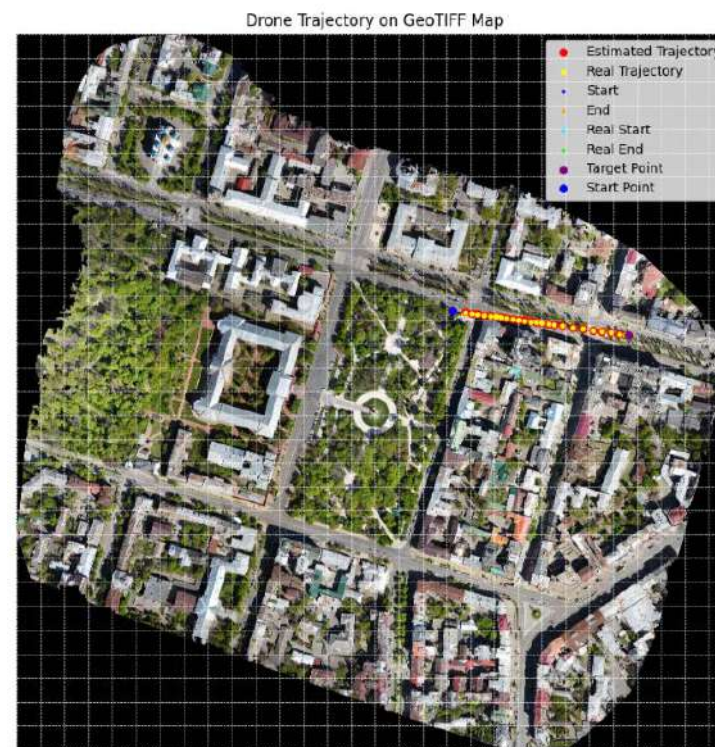 Drone Trajectory on GeoTIFF Map
Estimated Trajectory
Real Trajectory
Start
End
Real Start
Real End
Target Point
Start Point